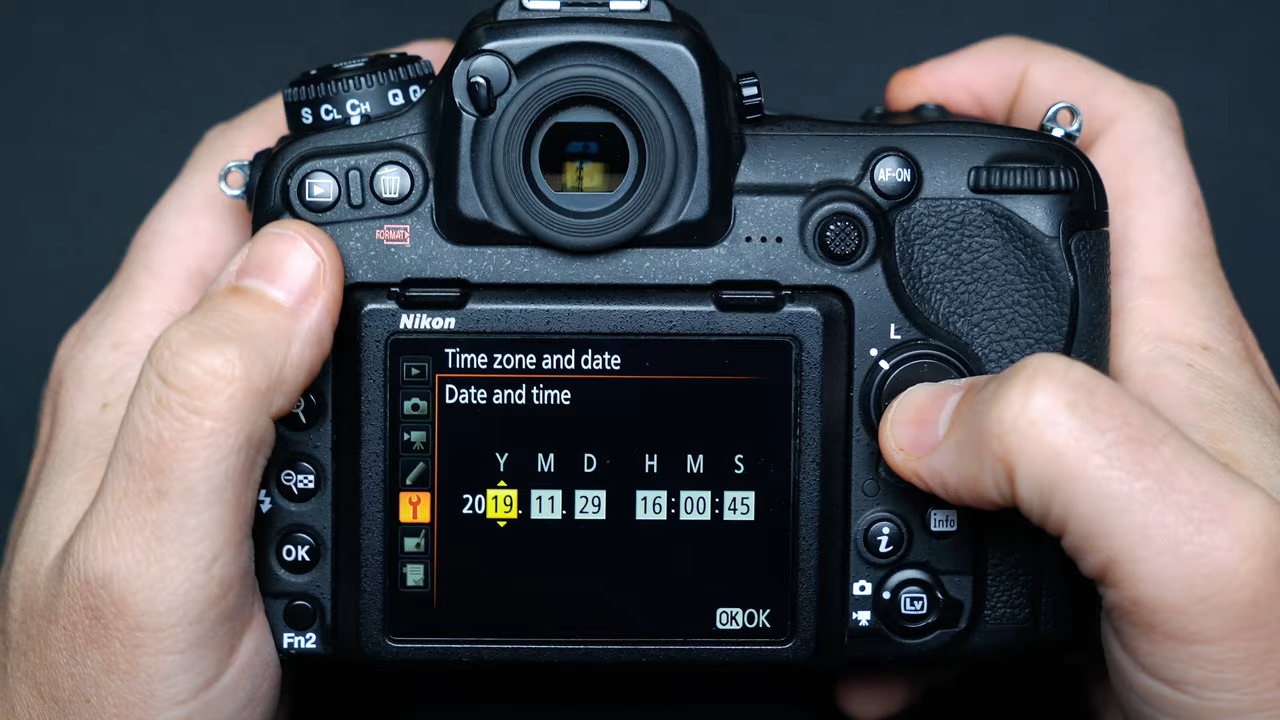 S CL CH Q Q
AF-ON
FORMAT
L
Nikon
Time zone and date
Date and time
Y M D H M S
2019.11.29 16:00:45
info
i
OK
Lv
OK OK
Fn2